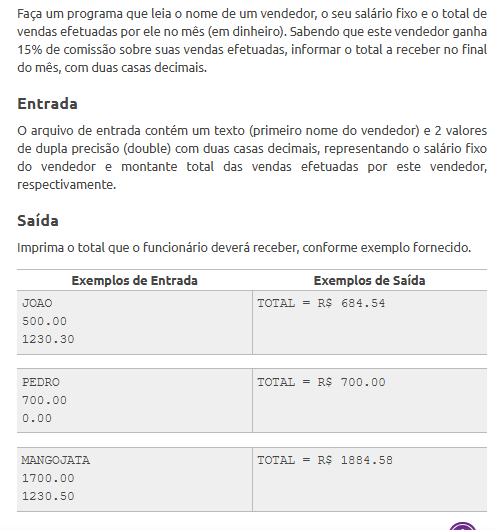 Faça um programa que leia o nome de um vendedor, o seu salário fixo e o total de
vendas efetuadas por ele no mês (em dinheiro). Sabendo que este vendedor ganha
15% de comissão sobre suas vendas efetuadas, informar o total a receber no final
do mês, com duas casas decimais.
Entrada
O arquivo de entrada contém um texto (primeiro nome do vendedor) e 2 valores
de dupla precisão (double) com duas casas decimais, representando o salário fixo
do vendedor e montante total das vendas efetuadas por este vendedor,
respectivamente.
Saída
Imprima o total que o funcionário deverá receber, conforme exemplo fornecido.
Exemplos de Entrada Exemplos de Saída
JOAO TOTAL = R$ 684.54
500.00
1230.30
PEDRO TOTAL = R$ 700.00
700.00
0.00
MANGOJATA TOTAL = R$ 1884.58
1700.00
1230.50